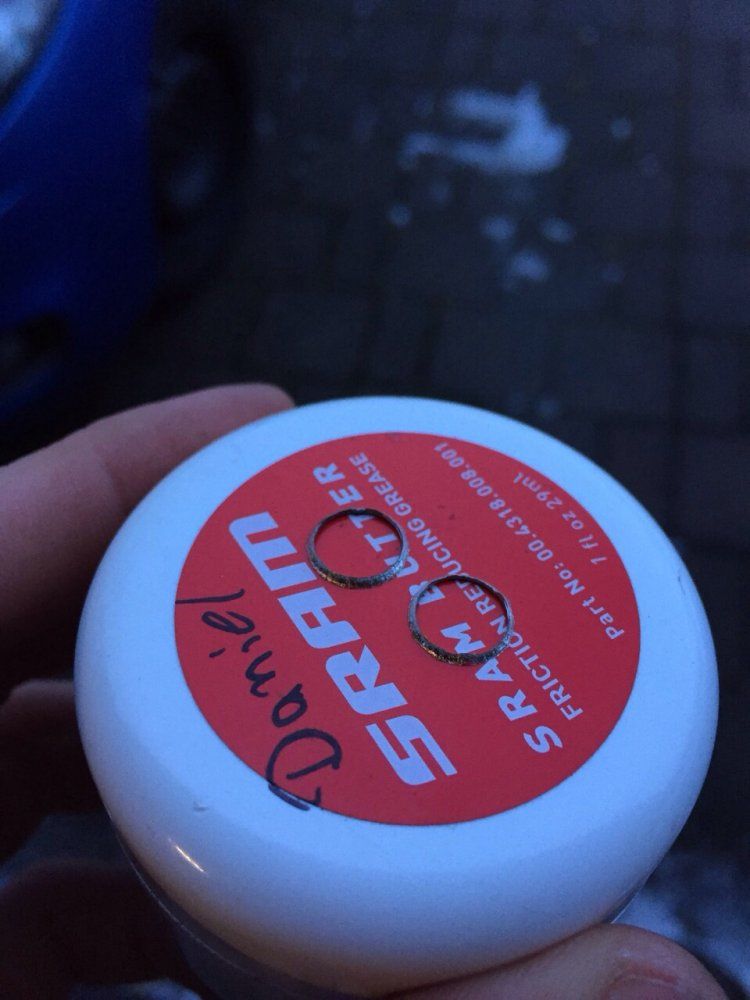 Daniel
SRAM
SRAM BUTTER
FRICTION REDUCING GREASE
Part No: 00.4318.008.001
1 fl oz 29ml